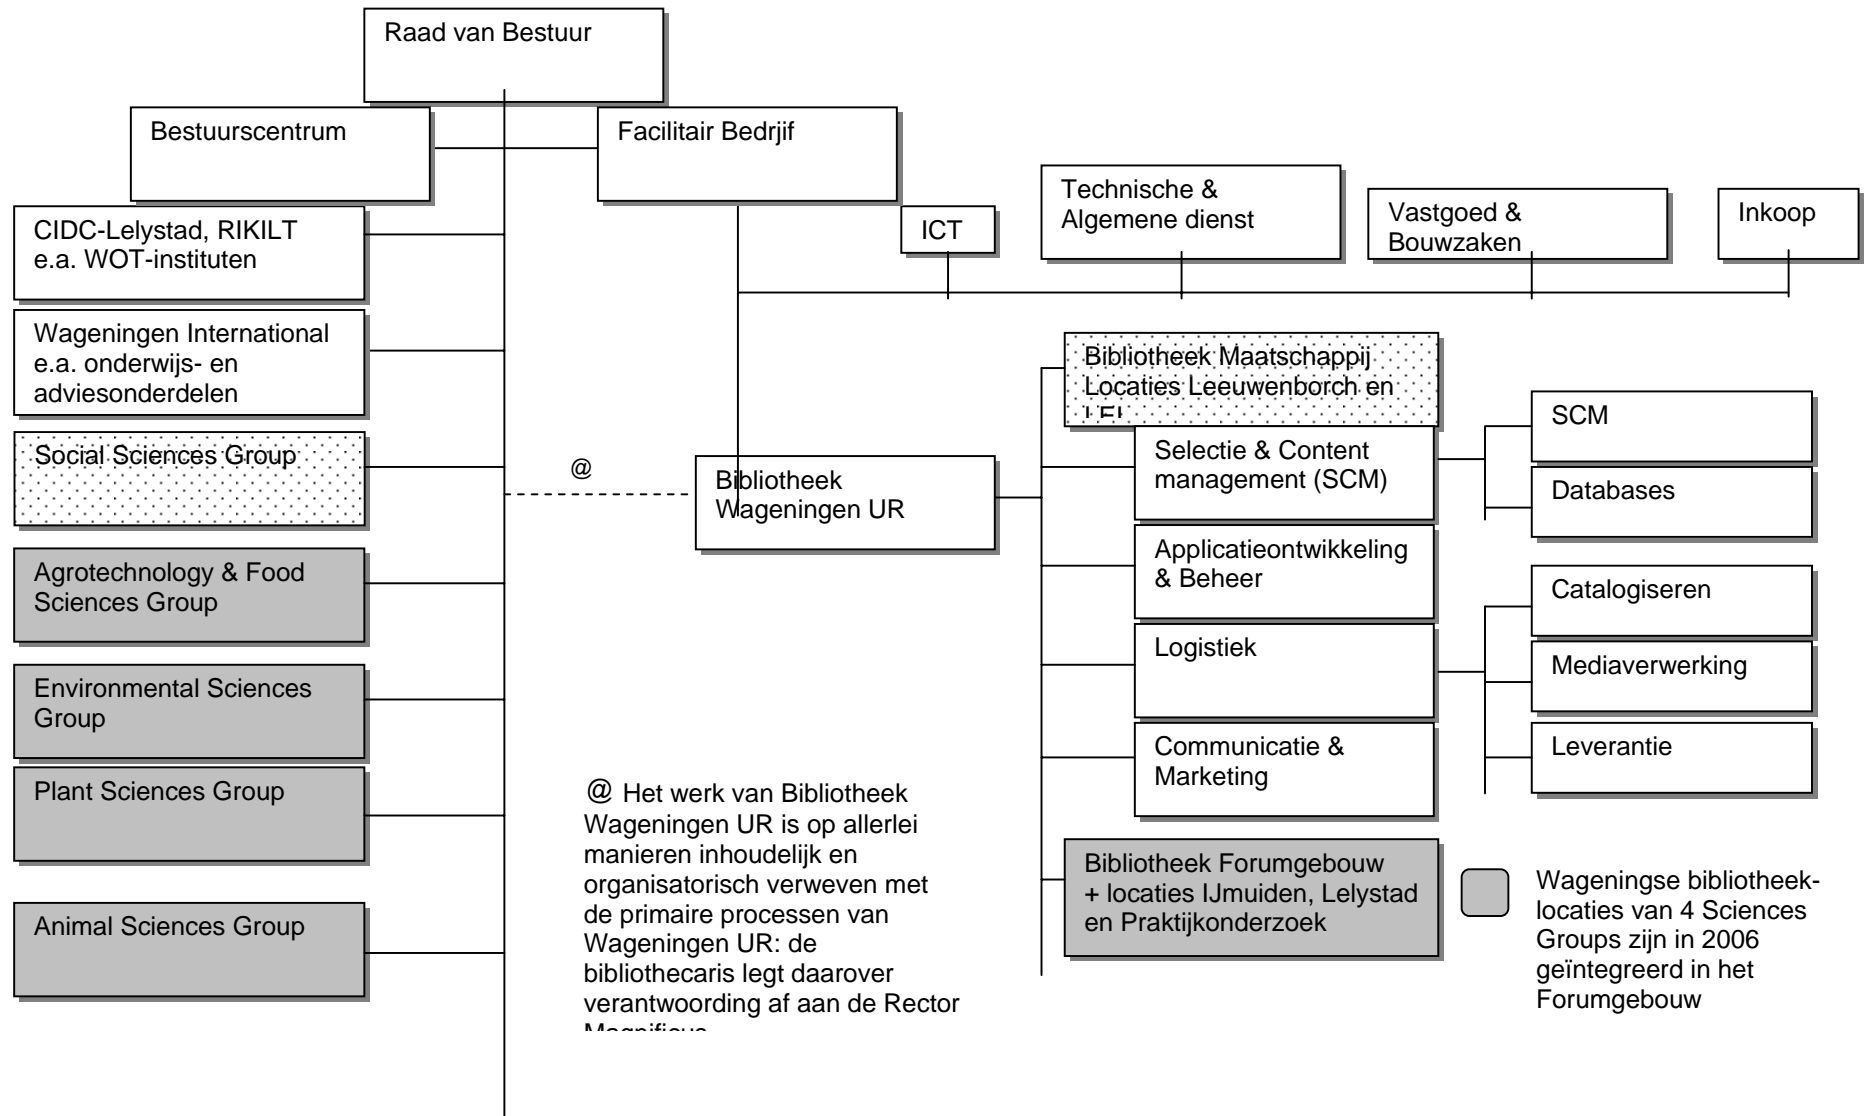 Raad van Bestuur
Bestuurscentrum
Facilitair Bedrjif
CIDC-Lelystad, RIKILT
e.a. WOT-instituten
ICT
Technische &
Algemene dienst
Vastgoed &
Bouwzaken
Inkoop
Wageningen International
e.a. onderwijs- en
adviesonderdelen
Social Sciences Group
Agrotechnology & Food
Sciences Group
Environmental Sciences
Group
Plant Sciences Group
Animal Sciences Group
@
Bibliotheek
Wageningen UR
Bibliotheek Maatschappij
Locaties Leeuwenborch en
Selectie & Content
management (SCM)
Applicatieontwikkeling
& Beheer
Logistiek
Communicatie &
Marketing
Bibliotheek Forumgebouw
+ locaties IJmuiden, Lelystad
en Praktijkonderzoek
SCM
Databases
Catalogiseren
Mediaverwerking
Leverantie
@ Het werk van Bibliotheek
Wageningen UR is op allerlei
manieren inhoudelijk en
organisatorisch verweven met
de primaire processen van
Wageningen UR: de
bibliothecaris legt daarover
verantwoording af aan de Rector
Wageningse bibliotheek-
locaties van 4 Sciences
Groups zijn in 2006
geïntegreerd in het
Forumgebouw